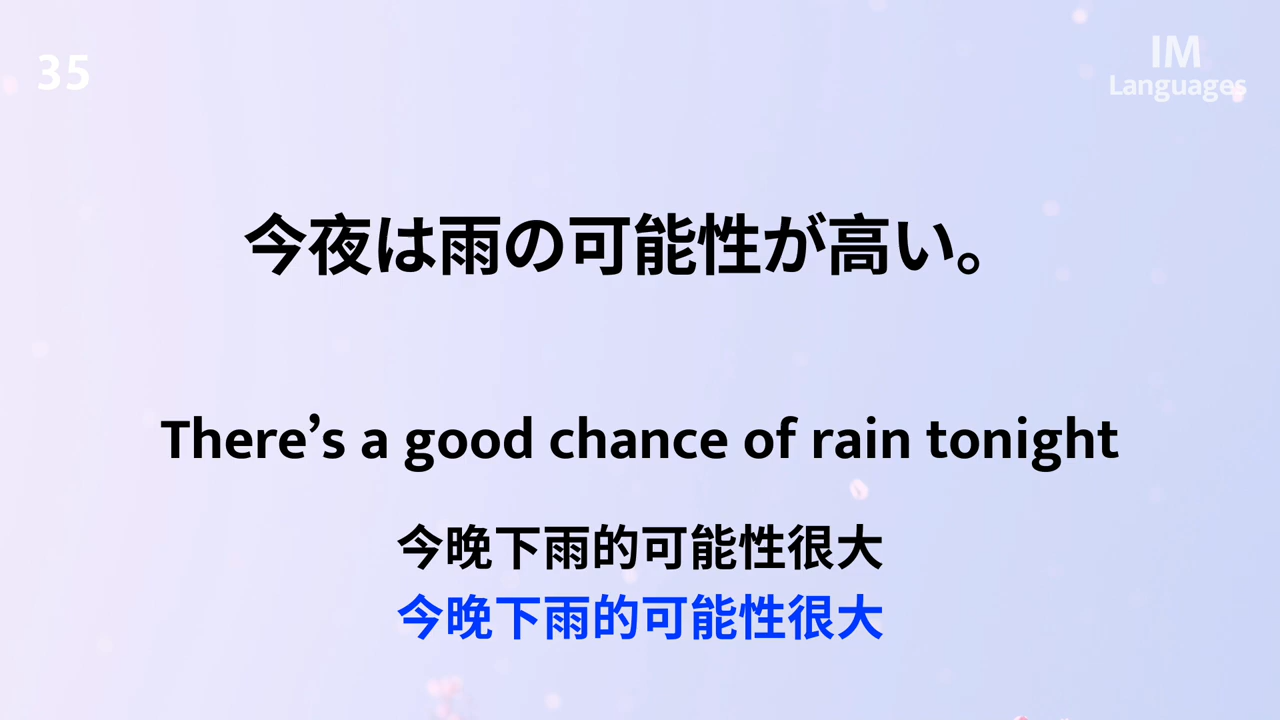 35
IM
Languages
今夜は雨の可能性が高い。
There’s a good chance of rain tonight
今晚下雨的可能性很大
今晚下雨的可能性很大